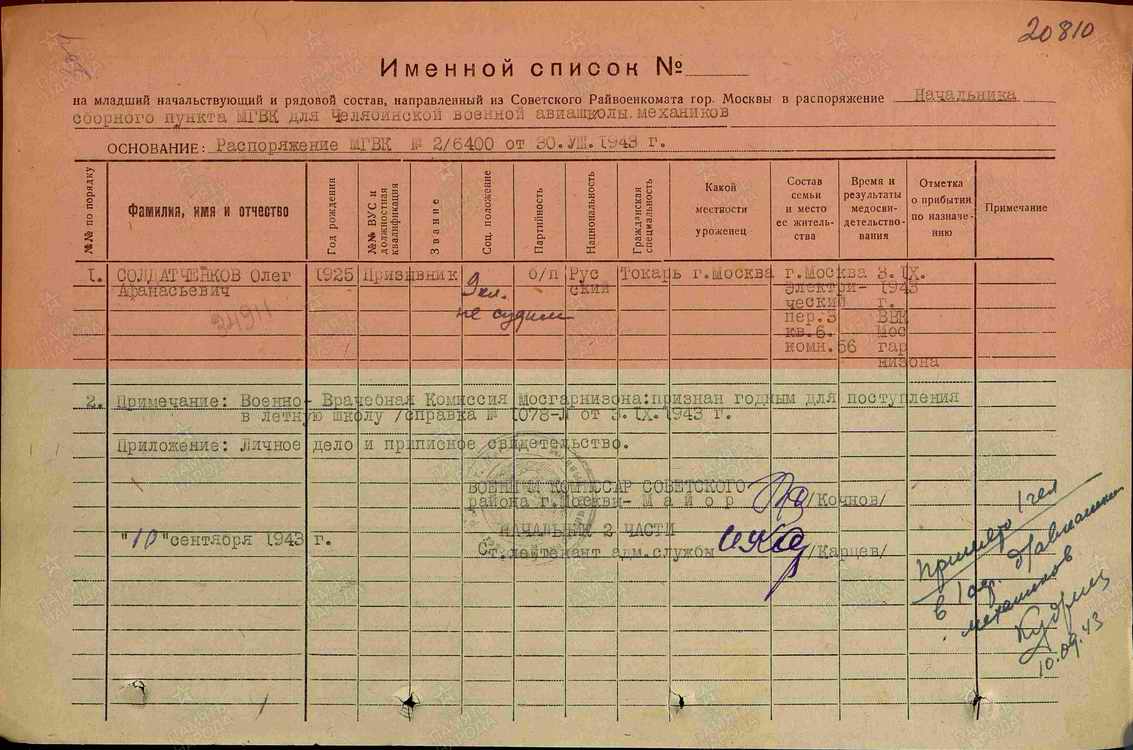 20810
Именной список №
на младший начальствующий и рядовой состав, направленный из Советского Райвоенкомата гор. Москвы в распоряжение Начальника
сборного пункта МГВК для Челябинской военной авиашколы механиков
ОСНОВАНИЕ: Распоряжение МГВК № 2/6400 от 30.УШ.1943 г.
№№ по порядку
Фамилия, имя и отчество
Год рождения
№№ ВУС и должностная квалификация
Звание
Соц. положение
Партийность
Национальность
Гражданская специальность
Какой местности уроженец
Состав семьи и место ее жительства
Время и результаты медосвидетельствования
Отметка о прибытии по назначению
Примечание
1. СОЛДАТЧЕНКОВ Олег 1925 Призывник б/п Рус Токарь г.Москва г.Москва 3.IX.
Афанасьевич 9 кл. ский Электри- 1943
не судим ческий г.
24911 пер.3 ВВК
кв.6. Мос
комн.56 гар
низона
2. Примечание: Военно- Врачебная Комиссия Мосгарнизона:признан годным для поступления
в летную школу /справка № 1078-Л от 3.IX.1943 г.
Приложение: Личное дело и приписное свидетельство.
ВОЕННЫЙ КОМИССАР СОВЕТСКОГО
района г.Москвы- М а й о р /Кочнов/
НАЧАЛЬНИК 2 ЧАСТИ
"10"сентября 1943 г. Ст.лейтенант адм.службы /Карцев/
1 чел
в
механиков
10.09.43